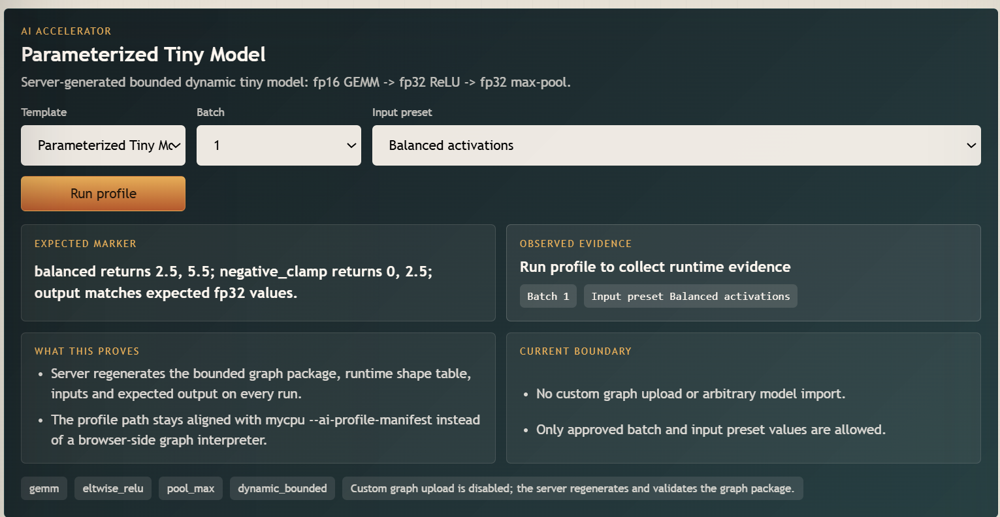 AI ACCELERATOR
Parameterized Tiny Model
Server-generated bounded dynamic tiny model: fp16 GEMM -> fp32 ReLU -> fp32 max-pool.
Template
Batch
Input preset
Parameterized Tiny Mo
1
Balanced activations
Run profile
EXPECTED MARKER
balanced returns 2.5, 5.5; negative_clamp returns 0, 2.5;
output matches expected fp32 values.
OBSERVED EVIDENCE
Run profile to collect runtime evidence
Batch 1
Input preset Balanced activations
WHAT THIS PROVES
• Server regenerates the bounded graph package, runtime shape table,
inputs and expected output on every run.
• The profile path stays aligned with mycpu --ai-profile-manifest instead
of a browser-side graph interpreter.
CURRENT BOUNDARY
• No custom graph upload or arbitrary model import.
• Only approved batch and input preset values are allowed.
gemm
eltwise_relu
pool_max
dynamic_bounded
Custom graph upload is disabled; the server regenerates and validates the graph package.